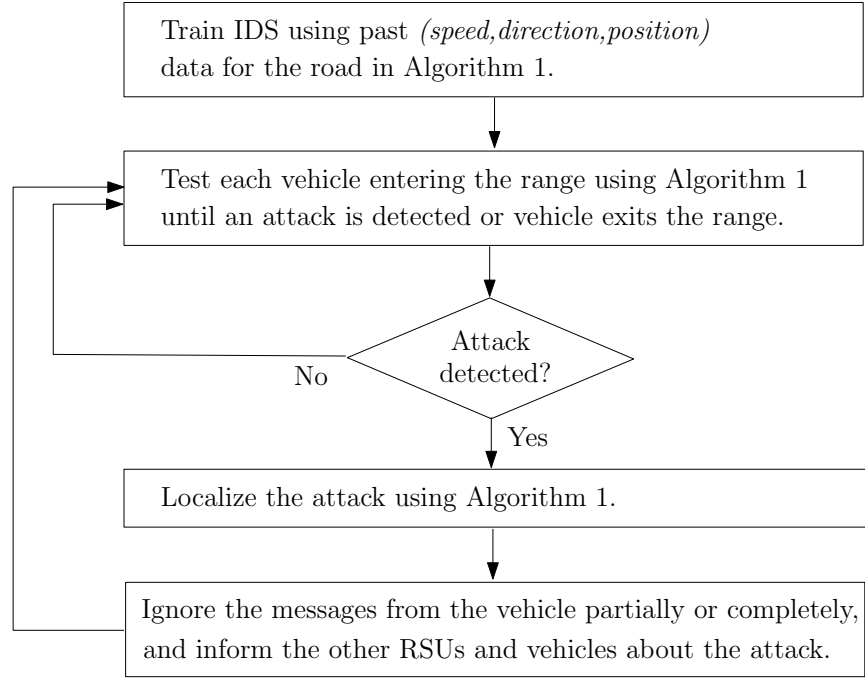 Train IDS using past (speed,direction,position)
data for the road in Algorithm 1.
Test each vehicle entering the range using Algorithm 1
until an attack is detected or vehicle exits the range.
Attack
detected?
No
Yes
Localize the attack using Algorithm 1.
Ignore the messages from the vehicle partially or completely,
and inform the other RSUs and vehicles about the attack.